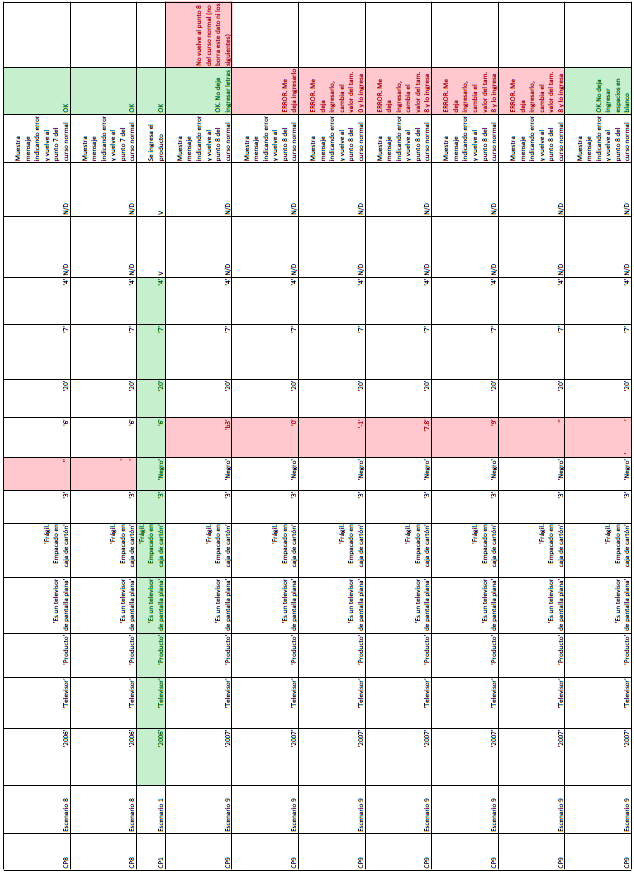 CP8 Escenario 8 '2006' 'Televisor' 'Producto' 'Es un televisor de pantalla plana' 'Frágil. Empacado en caja de cartón' '3' '' '6' '20' '7' '4' N/D N/D Muestra mensaje indicando error y vuelve al punto 7 del curso normal OK
CP8 Escenario 8 '2006' 'Televisor' 'Producto' 'Es un televisor de pantalla plana' 'Frágil. Empacado en caja de cartón' '3' ' ' '6' '20' '7' '4' N/D N/D Muestra mensaje indicando error y vuelve al punto 7 del curso normal OK
CP1 Escenario 1 '2006' 'Televisor' 'Producto' 'Es un televisor de pantalla plana' 'Frágil. Empacado en caja de cartón' '3' 'Negro' '6' '20' '7' '4' V V Se ingresa el producto OK
CP9 Escenario 9 '2007' 'Televisor' 'Producto' 'Es un televisor de pantalla plana' 'Frágil. Empacado en caja de cartón' '3' 'Negro' 'b3' '20' '7' '4' N/D N/D Muestra mensaje indicando error y vuelve al punto 8 del curso normal OK. No deja ingresar letras No vuelve al punto 8 del curso normal (no borra este dato ni los siguientes)
CP9 Escenario 9 '2007' 'Televisor' 'Producto' 'Es un televisor de pantalla plana' 'Frágil. Empacado en caja de cartón' '3' 'Negro' '0' '20' '7' '4' N/D N/D Muestra mensaje indicando error y vuelve al punto 8 del curso normal ERROR. Me deja ingresarlo
CP9 Escenario 9 '2007' 'Televisor' 'Producto' 'Es un televisor de pantalla plana' 'Frágil. Empacado en caja de cartón' '3' 'Negro' '-1' '20' '7' '4' N/D N/D Muestra mensaje indicando error y vuelve al punto 8 del curso normal ERROR. Me deja ingresarlo, cambia el valor del tam. y lo ingresa
CP9 Escenario 9 '2007' 'Televisor' 'Producto' 'Es un televisor de pantalla plana' 'Frágil. Empacado en caja de cartón' '3' 'Negro' '7.8' '20' '7' '4' N/D N/D Muestra mensaje indicando error y vuelve al punto 8 del curso normal ERROR. Me deja ingresarlo, cambia el valor del tam. y lo ingresa
CP9 Escenario 9 '2007' 'Televisor' 'Producto' 'Es un televisor de pantalla plana' 'Frágil. Empacado en caja de cartón' '3' 'Negro' '9' '20' '7' '4' N/D N/D Muestra mensaje indicando error y vuelve al punto 8 del curso normal ERROR. Me deja ingresarlo, cambia el valor del tam. y lo ingresa
CP9 Escenario 9 '2007' 'Televisor' 'Producto' 'Es un televisor de pantalla plana' 'Frágil. Empacado en caja de cartón' '3' 'Negro' '' '20' '7' '4' N/D N/D Muestra mensaje indicando error y vuelve al punto 8 del curso normal ERROR. Me deja ingresarlo, cambia el valor del tam. y lo ingresa
CP9 Escenario 9 '2007' 'Televisor' 'Producto' 'Es un televisor de pantalla plana' 'Frágil. Empacado en caja de cartón' '3' 'Negro' ' ' '20' '7' '4' N/D N/D Muestra mensaje indicando error y vuelve al punto 8 del curso normal OK. No deja ingresar espacios en blanco